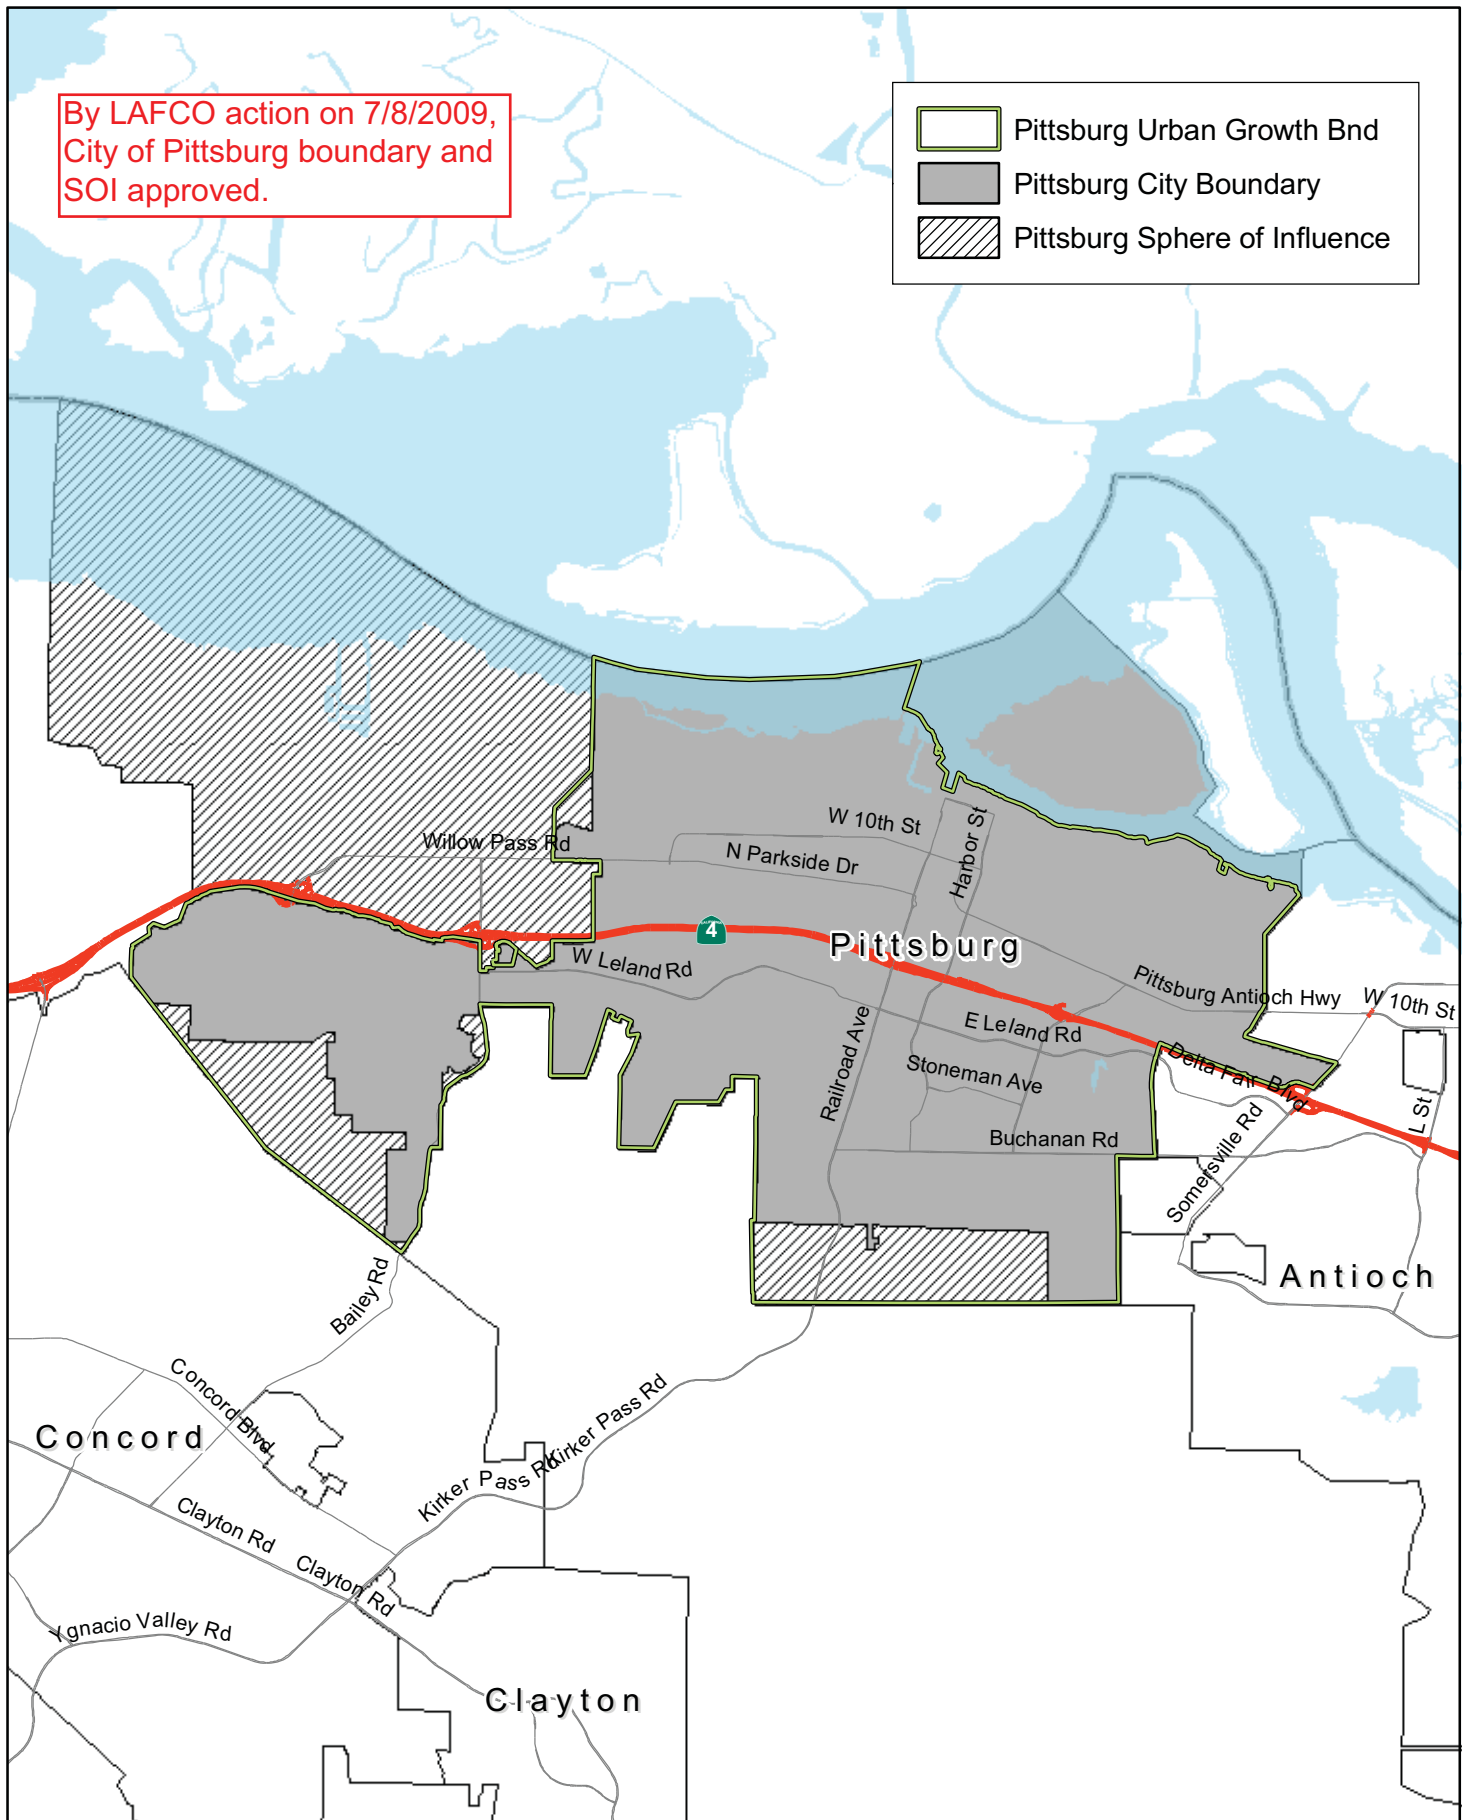 By LAFCO action on 7/8/2009,
City of Pittsburg boundary and
SOI approved.
Pittsburg Urban Growth Bnd
Pittsburg City Boundary
Pittsburg Sphere of Influence
W 10th St
Harbor St
Willow Pass Rd
N Parkside Dr
4
Pittsburg
W Leland Rd
Pittsburg Antioch Hwy
W 10th St
E Leland Rd
Railroad Ave
Stoneman Ave
Delta Fair Blvd
L St
Buchanan Rd
Somersville Rd
Antioch
Bailey Rd
Concord Blvd
Concord
Kirker Pass Rd
Kirker Pass Rd
Clayton Rd
Clayton Rd
Ygnacio Valley Rd
Clayton